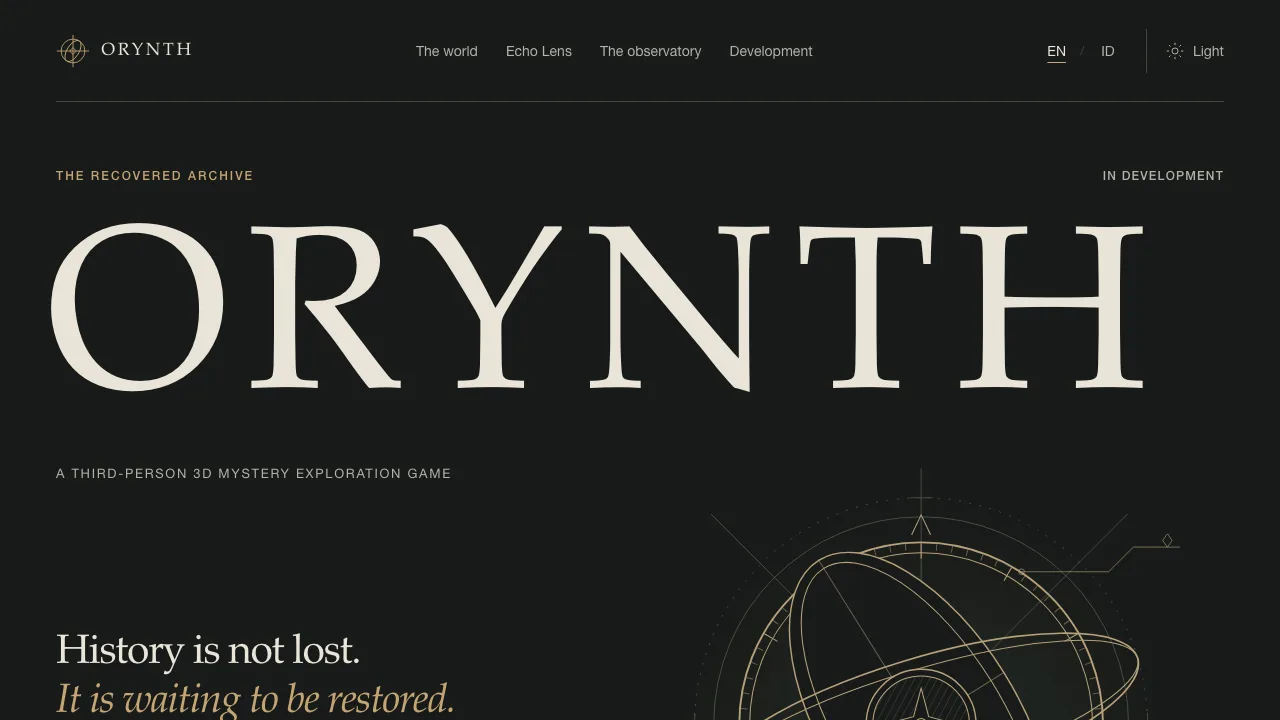 ORYNTH
The world
Echo Lens
The observatory
Development
EN / ID
Light
THE RECOVERED ARCHIVE
IN DEVELOPMENT
ORYNTH
A THIRD-PERSON 3D MYSTERY EXPLORATION GAME
History is not lost.
It is waiting to be restored.